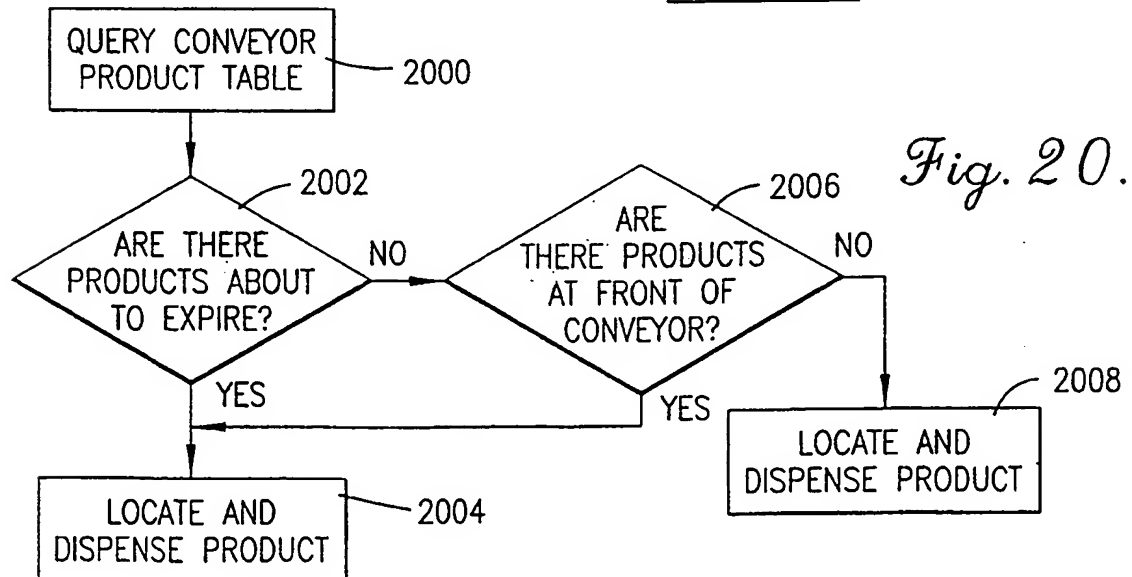 QUERY CONVEYOR
PRODUCT TABLE
2000
Fig. 20.
2002
ARE THERE
PRODUCTS ABOUT
TO EXPIRE?
NO
2006
ARE
THERE PRODUCTS
AT FRONT OF
CONVEYOR?
NO
YES
YES
2008
LOCATE AND
DISPENSE PRODUCT
2004
LOCATE AND
DISPENSE PRODUCT